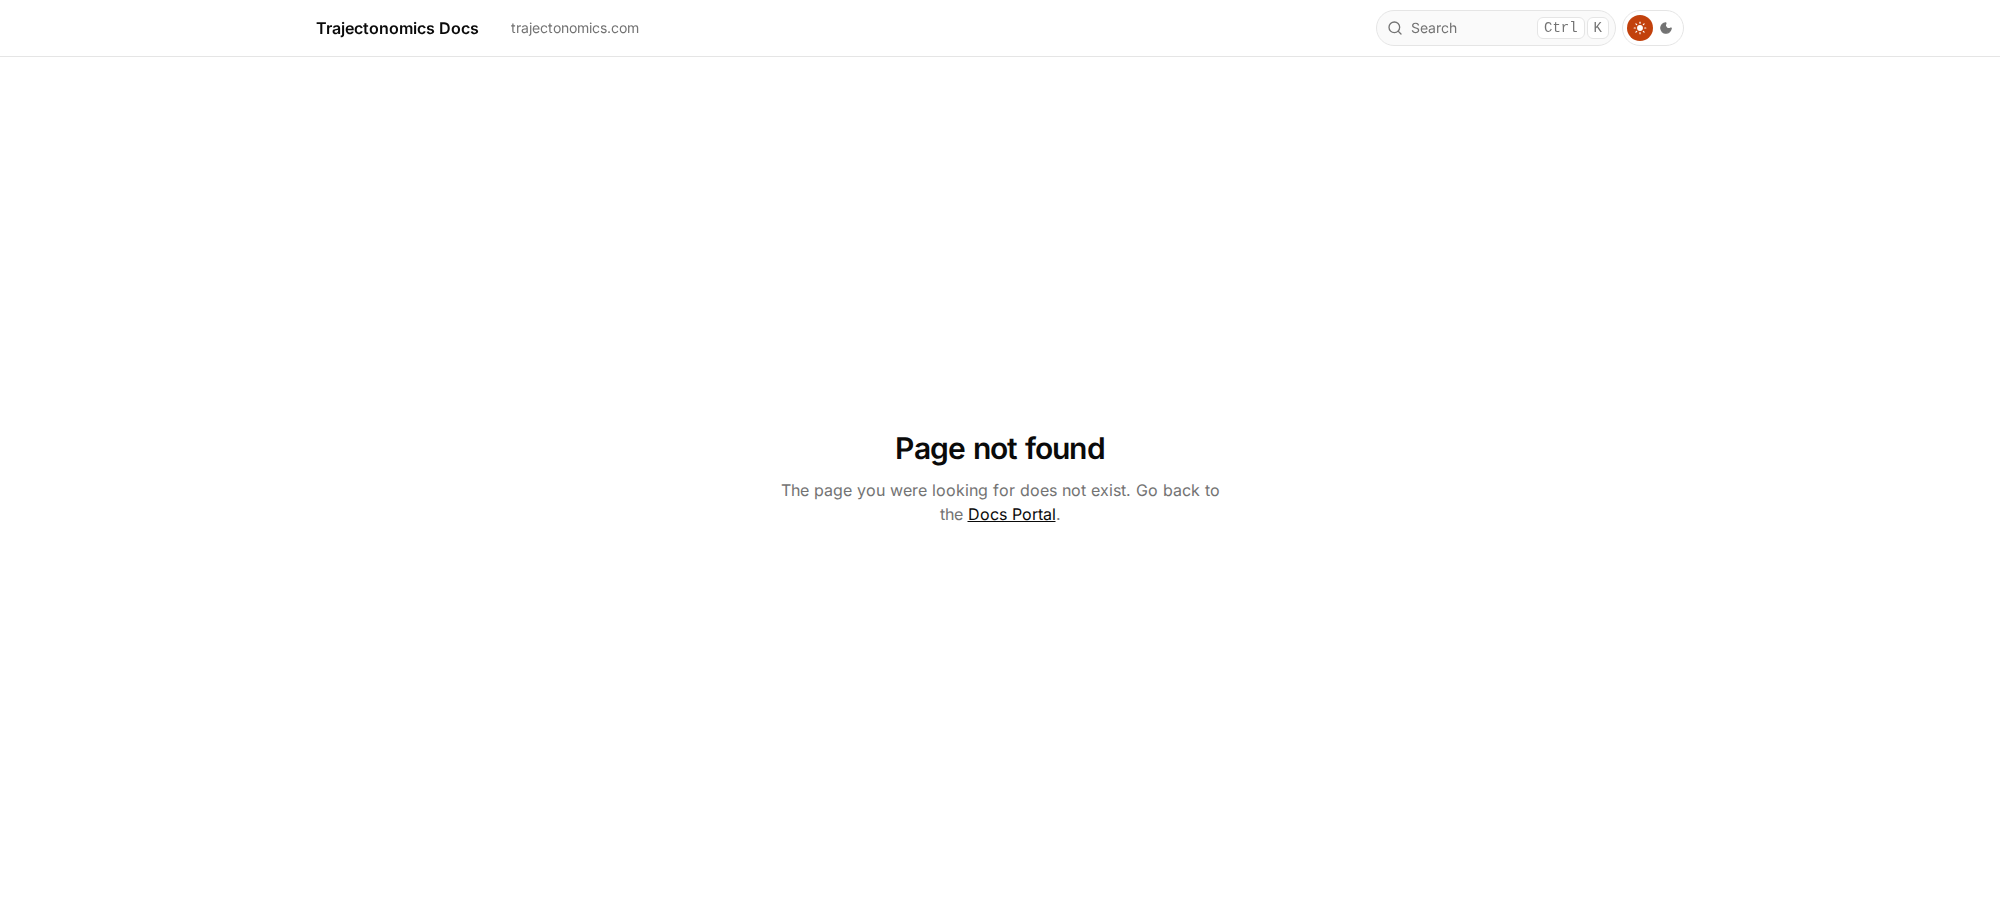 Trajectonomics Docs
trajectonomics.com
Search
Ctrl K
Page not found
The page you were looking for does not exist. Go back to
the Docs Portal.